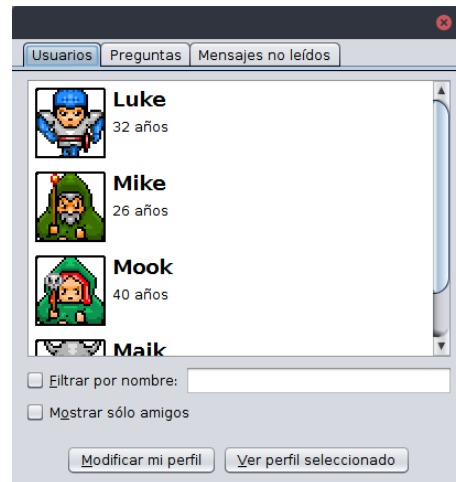 Usuarios Preguntas Mensajes no leídos
Luke
32 años
Mike
26 años
Mook
40 años
Maik
Filtrar por nombre:
Mostrar sólo amigos
Modificar mi perfil Ver perfil seleccionado